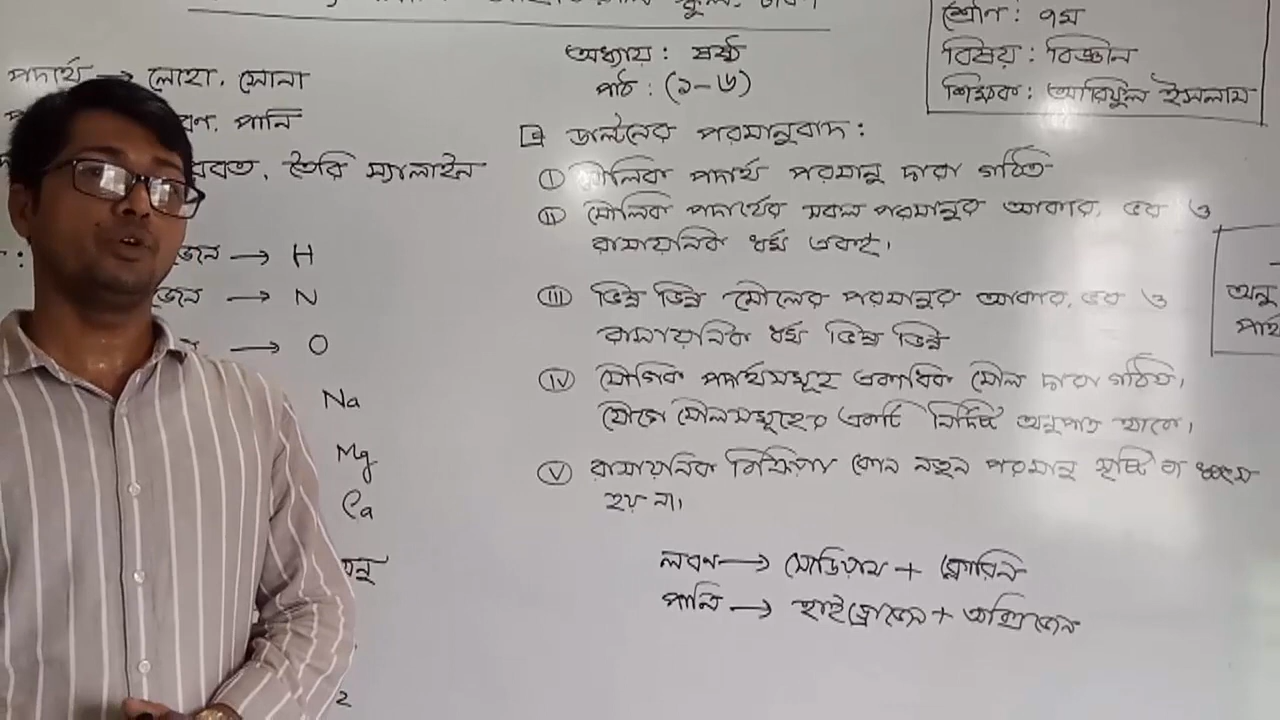 স্কুল, ঢাকা
শ্রেণি : ৭ম
বিষয় : বিজ্ঞান
শিক্ষক : আরিফুল ইসলাম
অধ্যায় : ষষ্ঠ
পাঠ : (১-৬)
পদার্থ → লোহা, সোনা
পানি
তৈরি স্যালাইন
জেন → H
জেন → N
→ O
Na
Mg
Ca
2
ডাল্টনের পরমানুবাদ :
(I) মৌলিক পদার্থ পরমানু দ্বারা গঠিত
(II) মৌলিক পদার্থের সকল পরমানুর আকার, ভর ও
রাসায়নিক ধর্ম একই।
(III) ভিন্ন ভিন্ন মৌলের পরমানুর আকার, ভর ও
রাসায়নিক ধর্ম ভিন্ন ভিন্ন
(IV) যৌগিক পদার্থসমূহ একাধিক মৌল দ্বারা গঠিত,
যৌগে মৌলসমূহের একটি নির্দিষ্ট অনুপাত থাকে।
(V) রাসায়নিক বিক্রিয়া কোন নতুন পরমানু সৃষ্টি বা ধ্বংস
হয় না।
লবণ → সোডিয়াম + ক্লোরিন
পানি → হাইড্রোজেন + অক্সিজেন
অনু
পার্থ